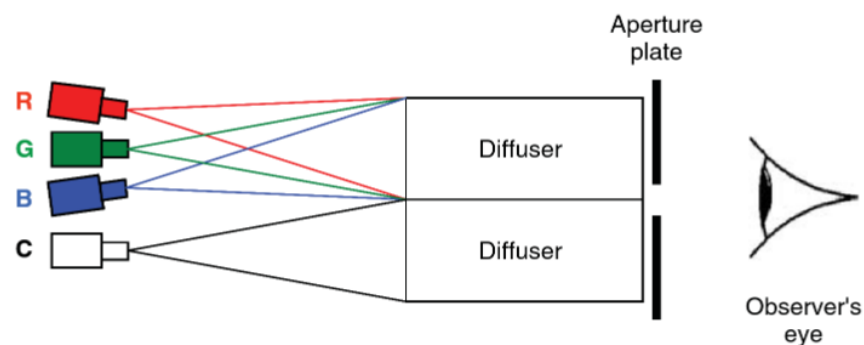 Aperture
plate
R
G
B
C
Diffuser
Diffuser
Observer's
eye